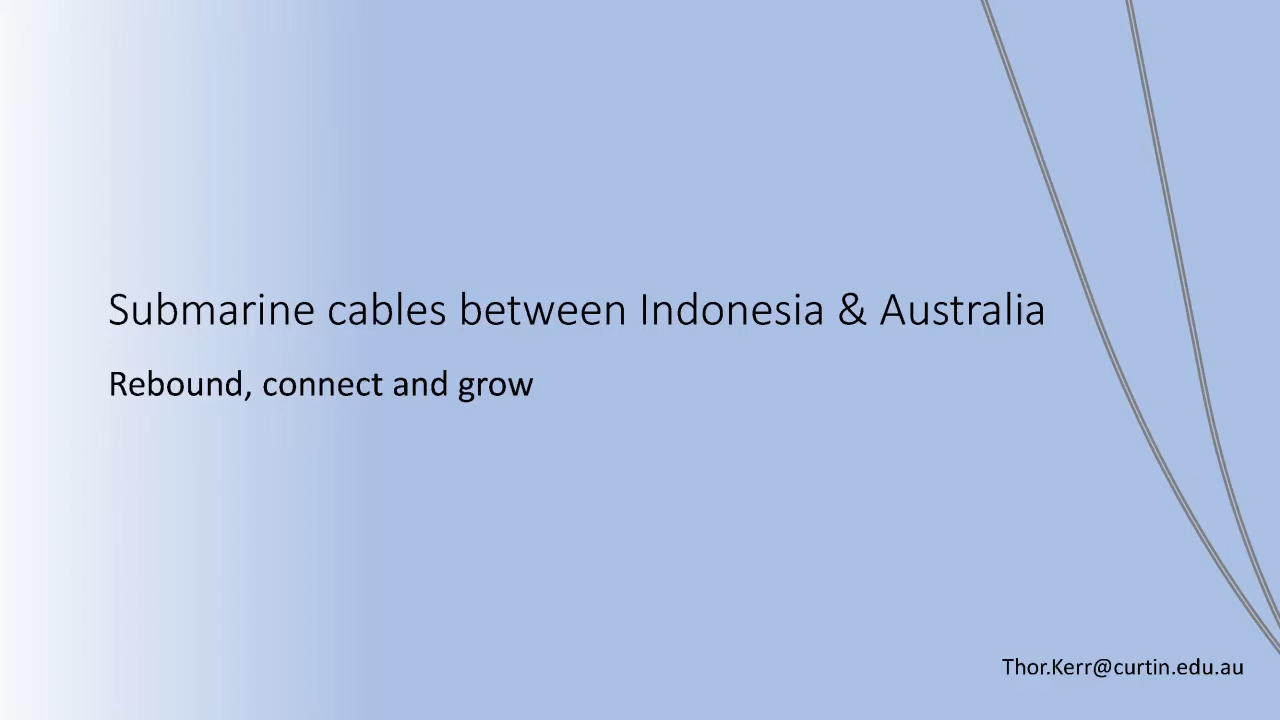 Submarine cables between Indonesia & Australia
Rebound, connect and grow
Thor.Kerr@curtin.edu.au